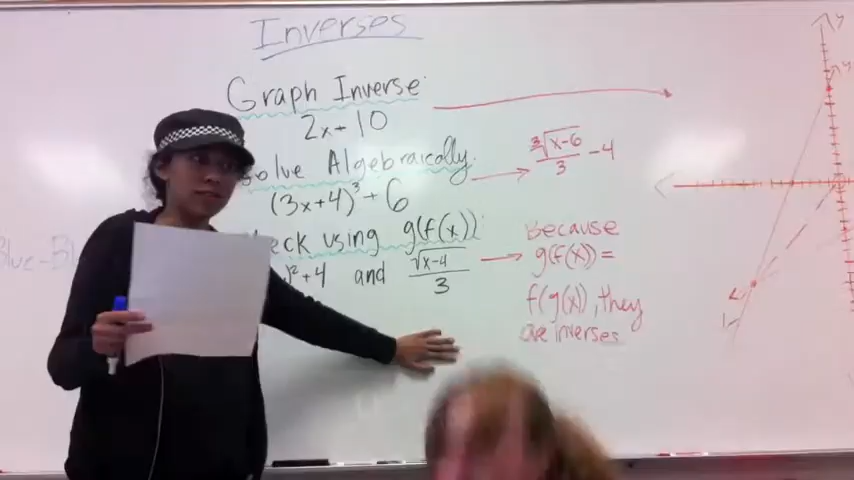 Inverses
Graph Inverse:
2x + 10
olve Algebraically.
(3x+4)³ + 6
∛x-6 / 3 - 4
eck using g(f(x)):
)² + 4 and √x-4 / 3
Because
g(f(x)) =
f(g(x)), they
are inverses
y
y